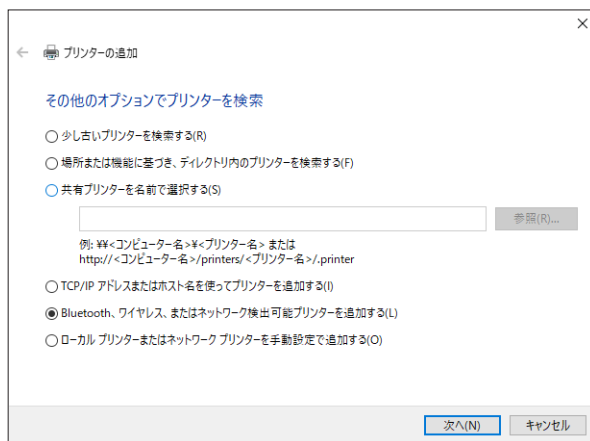 プリンターの追加
その他のオプションでプリンターを検索
少し古いプリンターを検索する(R)
場所または機能に基づき、ディレクトリ内のプリンターを検索する(F)
共有プリンターを名前で選択する(S)
参照(R)...
例: ¥¥<コンピューター名>¥<プリンター名> または
http://<コンピューター名>/printers/<プリンター名>/.printer
TCP/IP アドレスまたはホスト名を使ってプリンターを追加する(I)
Bluetooth、ワイヤレス、またはネットワーク検出可能プリンターを追加する(L)
ローカル プリンターまたはネットワーク プリンターを手動設定で追加する(O)
次へ(N)
キャンセル